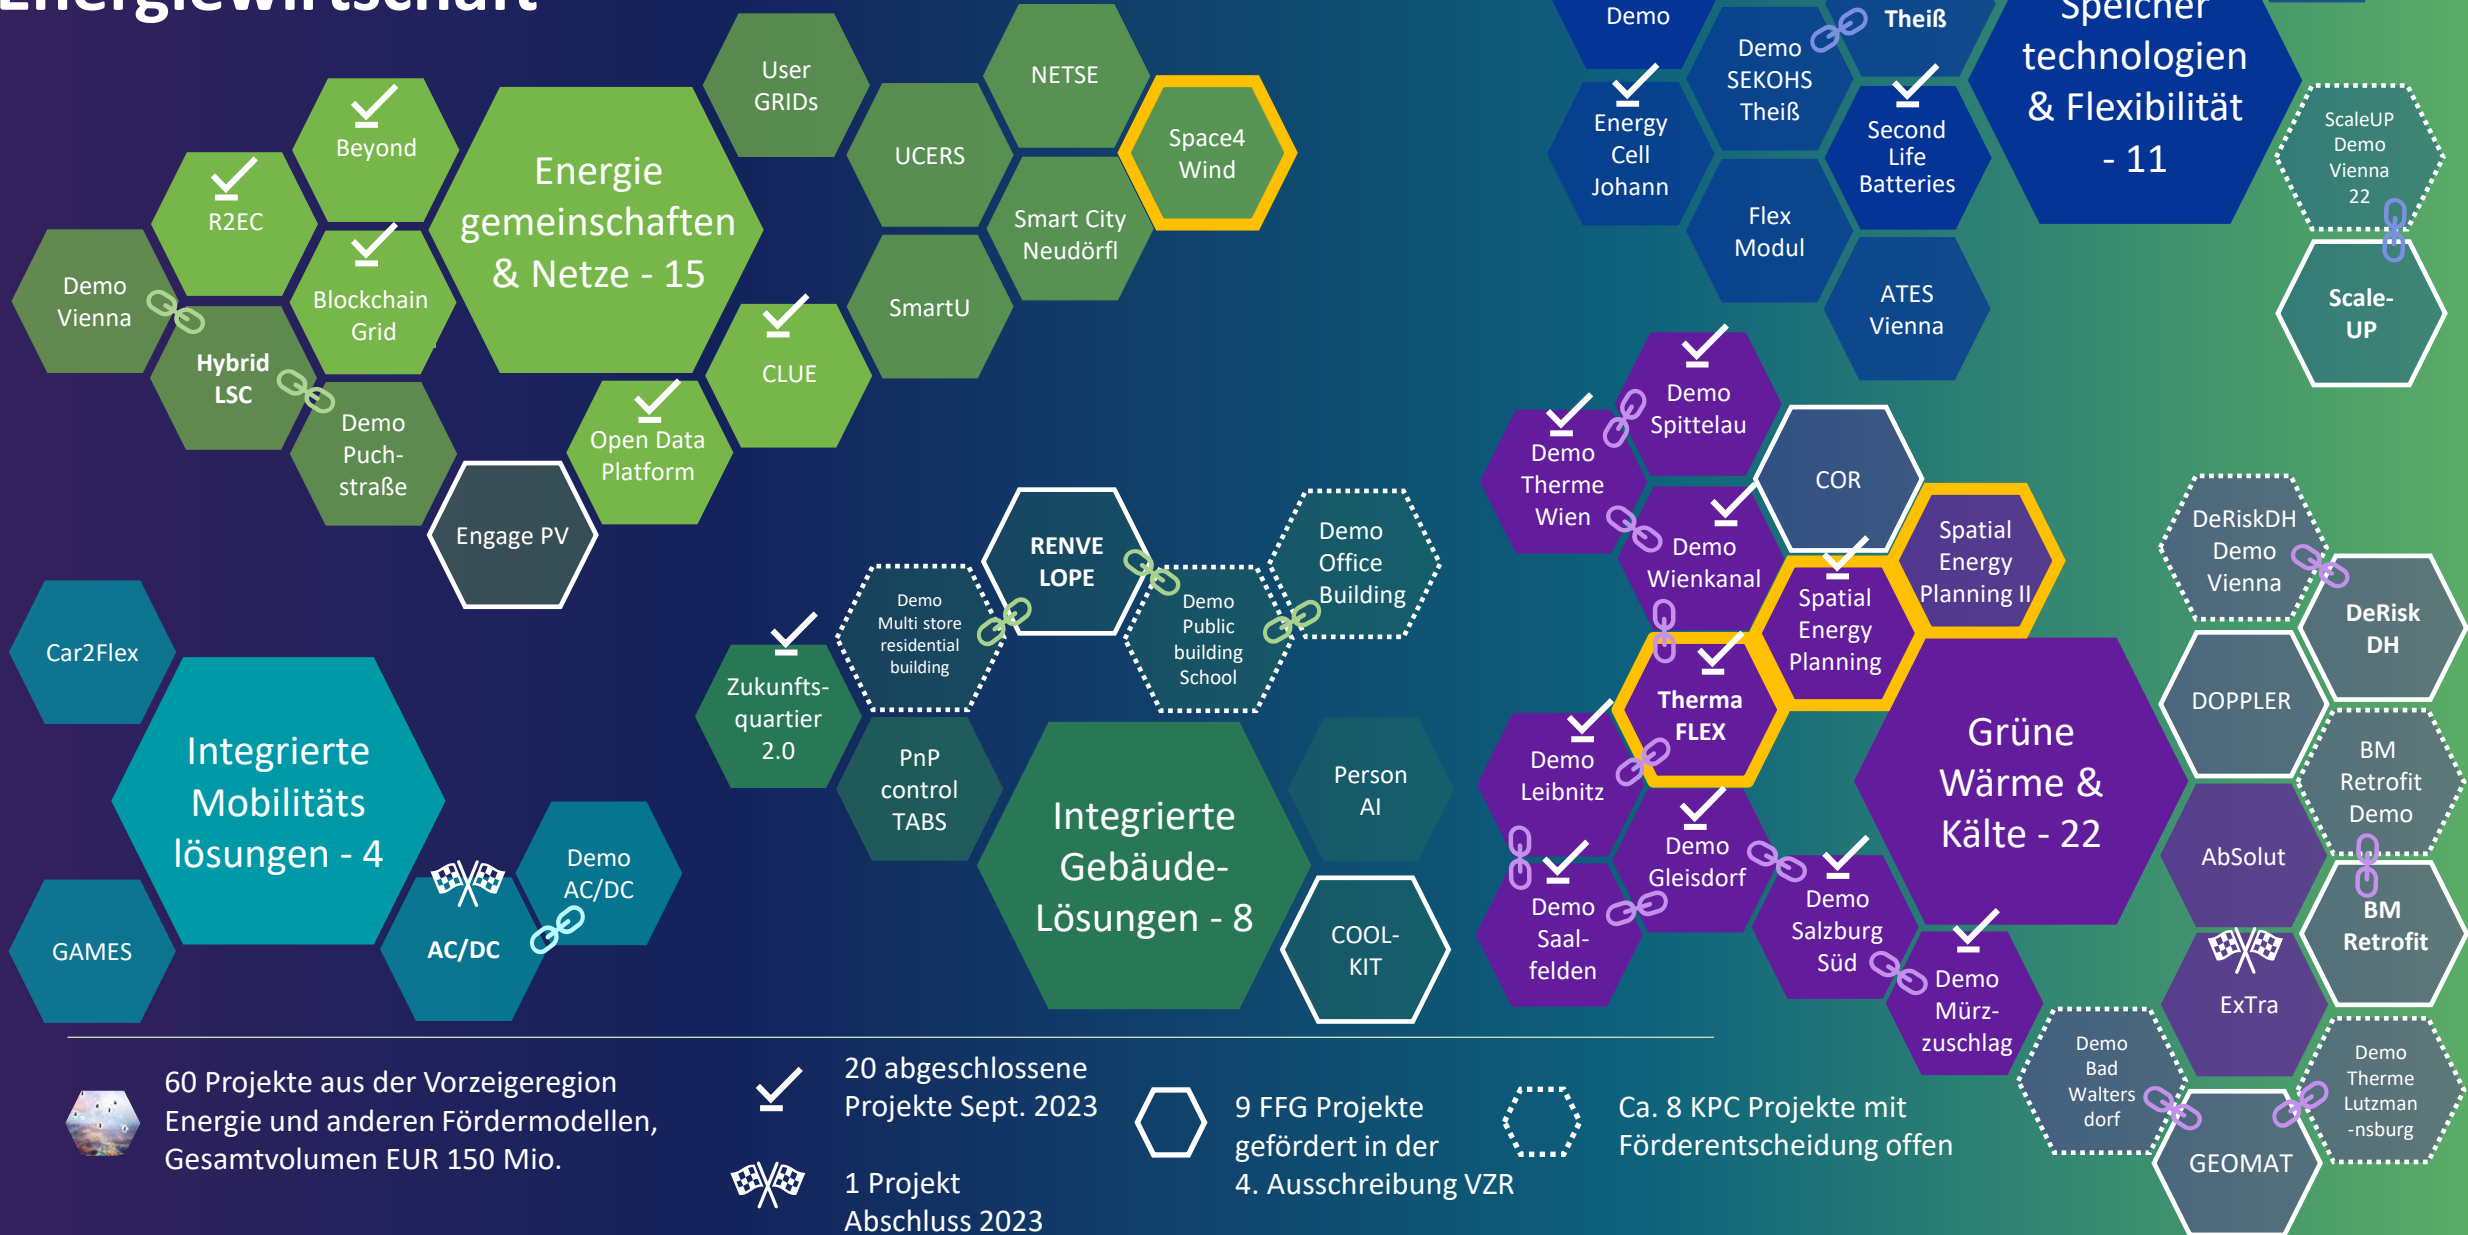 Energiewirtschaft
User
GRIDs
NETSE
UCERS
Space4
Wind
Smart City
Neudörfl
SmartU
Beyond
R2EC
Energie
gemeinschaften
& Netze - 15
Demo
Vienna
Blockchain
Grid
Hybrid
LSC
Demo
Puch-
straße
CLUE
Open Data
Platform
Engage PV
Demo
Theiß
Demo
SEKOHS
Theiß
Speicher
technologien
& Flexibilität
- 11
Energy
Cell
Johann
Second
Life
Batteries
Flex
Modul
ATES
Vienna
ScaleUP
Demo
Vienna
22
Scale-
UP
Car2Flex
Integrierte
Mobilitäts
lösungen - 4
GAMES
AC/DC
Demo
AC/DC
RENVE
LOPE
Demo
Multi store
residential
building
Demo
Public
building
School
Demo
Office
Building
Zukunfts-
quartier
2.0
PnP
control
TABS
Integrierte
Gebäude-
Lösungen - 8
Person
AI
COOL-
KIT
Demo
Spittelau
Demo
Therme
Wien
COR
Demo
Wienkanal
Spatial
Energy
Planning II
Spatial
Energy
Planning
Therma
FLEX
Demo
Leibnitz
Grüne
Wärme &
Kälte - 22
Demo
Gleisdorf
Demo
Saal-
felden
Demo
Salzburg
Süd
Demo
Mürz-
zuschlag
DeRiskDH
Demo
Vienna
DeRisk
DH
DOPPLER
BM
Retrofit
Demo
AbSolut
BM
Retrofit
ExTra
Demo
Bad
Walters
dorf
Demo
Therme
Lutzman
-nsburg
GEOMAT
60 Projekte aus der Vorzeigeregion
Energie und anderen Fördermodellen,
Gesamtvolumen EUR 150 Mio.
20 abgeschlossene
Projekte Sept. 2023
1 Projekt
Abschluss 2023
9 FFG Projekte
gefördert in der
4. Ausschreibung VZR
Ca. 8 KPC Projekte mit
Förderentscheidung offen